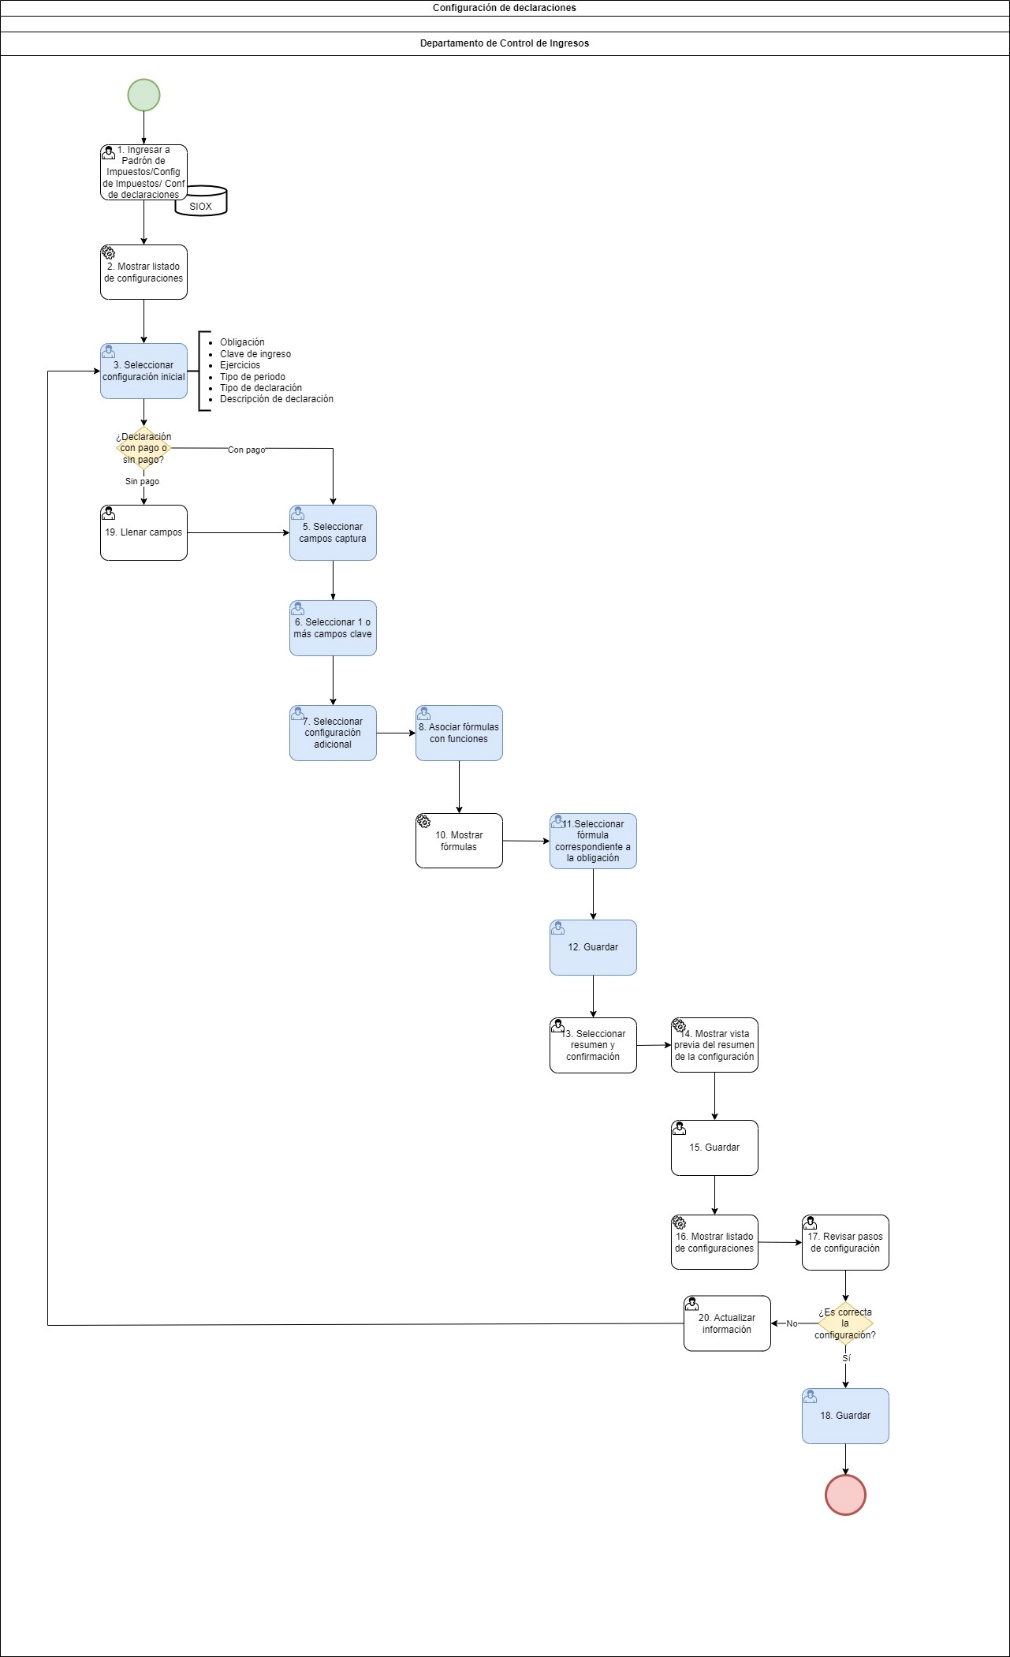 Configuración de declaraciones
Departamento de Control de Ingresos
1. Ingresar a
Padrón de
Impuestos/Config
de Impuestos/ Conf
de declaraciones
SIOX
2. Mostrar listado
de configuraciones
3. Seleccionar
configuración inicial
Obligación
Clave de ingreso
Ejercicios
Tipo de periodo
Tipo de declaración
Descripción de declaración
¿Declaración
con pago o
sin pago?
Con pago
Sin pago
19. Llenar campos
5. Seleccionar
campos captura
6. Seleccionar 1 o
más campos clave
7. Seleccionar
configuración
adicional
8. Asociar fórmulas
con funciones
10. Mostrar
fórmulas
11.Seleccionar
fórmula
correspondiente a
la obligación
12. Guardar
13. Seleccionar
resumen y
confirmación
14. Mostrar vista
previa del resumen
de la configuración
15. Guardar
16. Mostrar listado
de configuraciones
17. Revisar pasos
de configuración
¿Es correcta
la
configuración?
No
20. Actualizar
información
Sí
18. Guardar